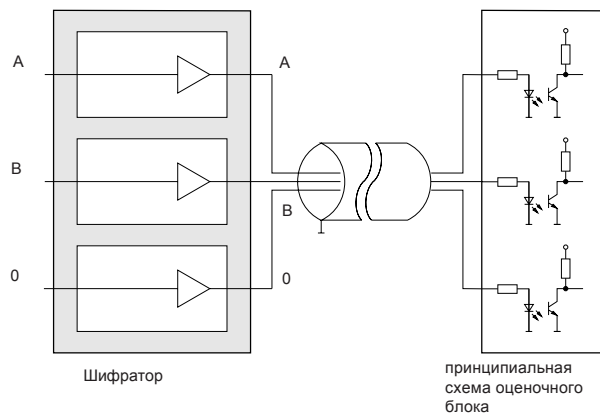 A
A
B
B
0
0
Шифратор
принципиальная
схема оценочного
блока